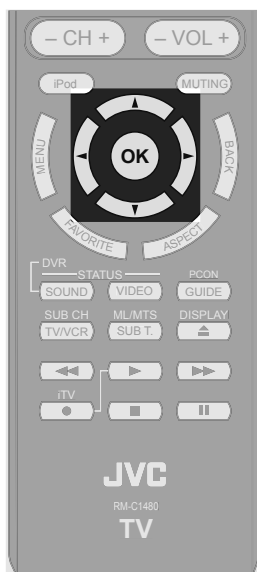 – CH + – VOL +
iPod MUTING
MENU OK BACK
FAVORITE ASPECT
DVR
STATUS PCON
SOUND VIDEO GUIDE
SUB CH ML/MTS DISPLAY
TV/VCR SUB T.
iTV
JVC
RM-C1480
TV